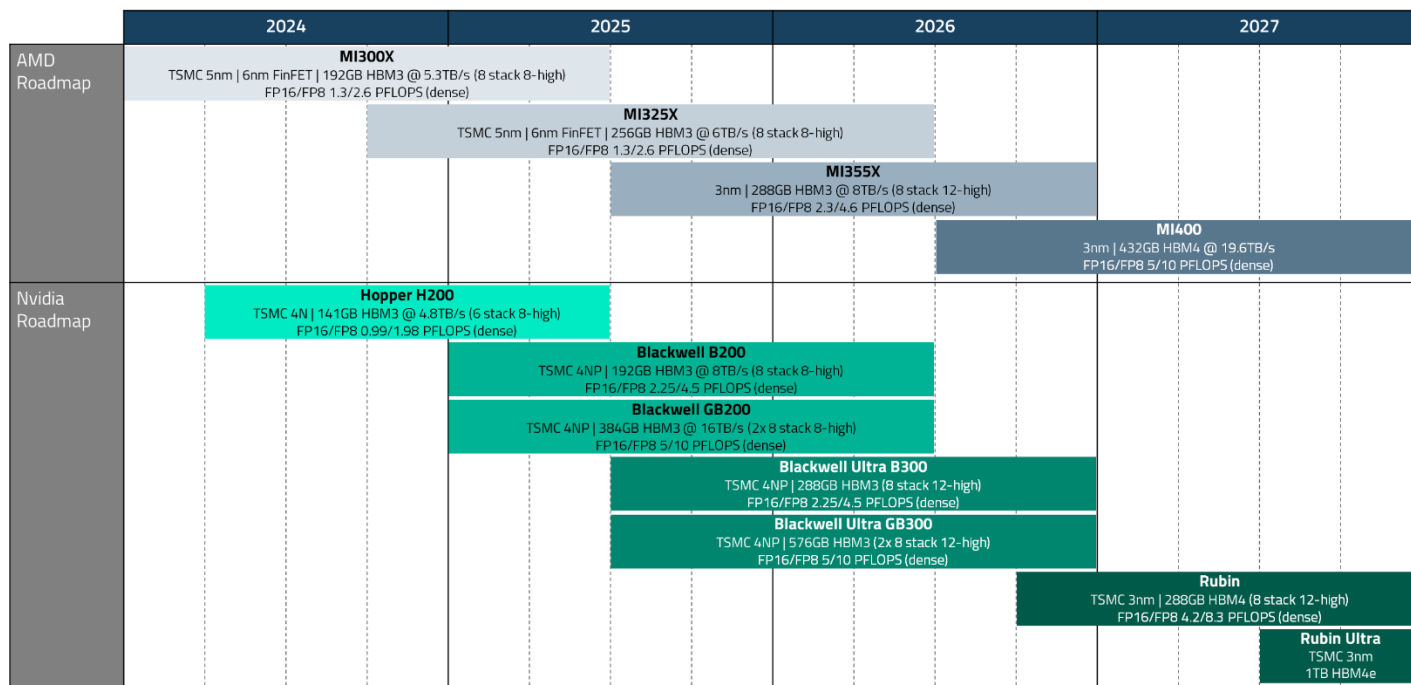 2024 2025 2026 2027
AMD
Roadmap
MI300X
TSMC 5nm | 6nm FinFET | 192GB HBM3 @ 5.3TB/s (8 stack 8-high)
FP16/FP8 1.3/2.6 PFLOPS (dense)
MI325X
TSMC 5nm | 6nm FinFET | 256GB HBM3 @ 6TB/s (8 stack 8-high)
FP16/FP8 1.3/2.6 PFLOPS (dense)
MI355X
3nm | 288GB HBM3 @ 8TB/s (8 stack 12-high)
FP16/FP8 2.3/4.6 PFLOPS (dense)
MI400
3nm | 432GB HBM4 @ 19.6TB/s
FP16/FP8 5/10 PFLOPS (dense)
Nvidia
Roadmap
Hopper H200
TSMC 4N | 141GB HBM3 @ 4.8TB/s (6 stack 8-high)
FP16/FP8 0.99/1.98 PFLOPS (dense)
Blackwell B200
TSMC 4NP | 192GB HBM3 @ 8TB/s (8 stack 8-high)
FP16/FP8 2.25/4.5 PFLOPS (dense)
Blackwell GB200
TSMC 4NP | 384GB HBM3 @ 16TB/s (2x 8 stack 8-high)
FP16/FP8 5/10 PFLOPS (dense)
Blackwell Ultra B300
TSMC 4NP | 288GB HBM3 (8 stack 12-high)
FP16/FP8 2.25/4.5 PFLOPS (dense)
Blackwell Ultra GB300
TSMC 4NP | 576GB HBM3 (2x 8 stack 12-high)
FP16/FP8 5/10 PFLOPS (dense)
Rubin
TSMC 3nm | 288GB HBM4 (8 stack 12-high)
FP16/FP8 4.2/8.3 PFLOPS (dense)
Rubin Ultra
TSMC 3nm
1TB HBM4e